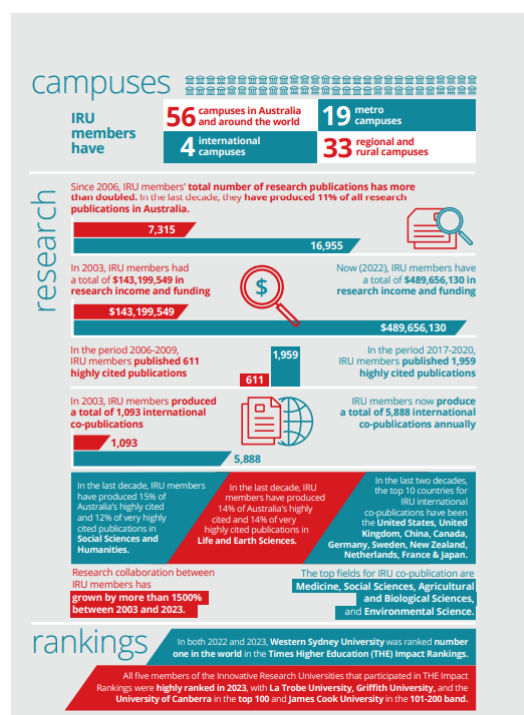 campuses
IRU
members
have
56 campuses in Australia
and around the world
19 metro
campuses
4 international
campuses
33 regional and
rural campuses
research
Since 2006, IRU members' total number of research publications has more
than doubled. In the last decade, they have produced 11% of all research
publications in Australia.
7,315
16,955
In 2003, IRU members had
a total of $143,199,549 in
research income and funding
$
Now (2022), IRU members have
a total of $489,656,130 in
research income and funding
$143,199,549
$489,656,130
In the period 2006-2009,
IRU members published 611
highly cited publications
611
1,959
In the period 2017-2020,
IRU members published 1,959
highly cited publications
In 2003, IRU members produced
a total of 1,093 international
co-publications
IRU members now produce
a total of 5,888 international
co-publications annually
1,093
5,888
In the last decade, IRU members
have produced 15% of
Australia's highly cited
and 12% of very highly
cited publications in
Social Sciences and
Humanities.
In the last decade, IRU
members have produced
14% of Australia's highly
cited and 14% of very
highly cited publications in
Life and Earth Sciences.
In the last two decades,
the top 10 countries for
IRU international
co-publications have been
the United States, United
Kingdom, China, Canada,
Germany, Sweden, New Zealand,
Netherlands, France & Japan.
Research collaboration between
IRU members has
grown by more than 1500%
between 2003 and 2023.
The top fields for IRU co-publication are
Medicine, Social Sciences, Agricultural
and Biological Sciences,
and Environmental Science.
rankings
In both 2022 and 2023, Western Sydney University was ranked number
one in the world in the Times Higher Education (THE) Impact Rankings.
All five members of the Innovative Research Universities that participated in THE Impact
Rankings were highly ranked in 2023, with La Trobe University, Griffith University, and the
University of Canberra in the top 100 and James Cook University in the 101-200 band.